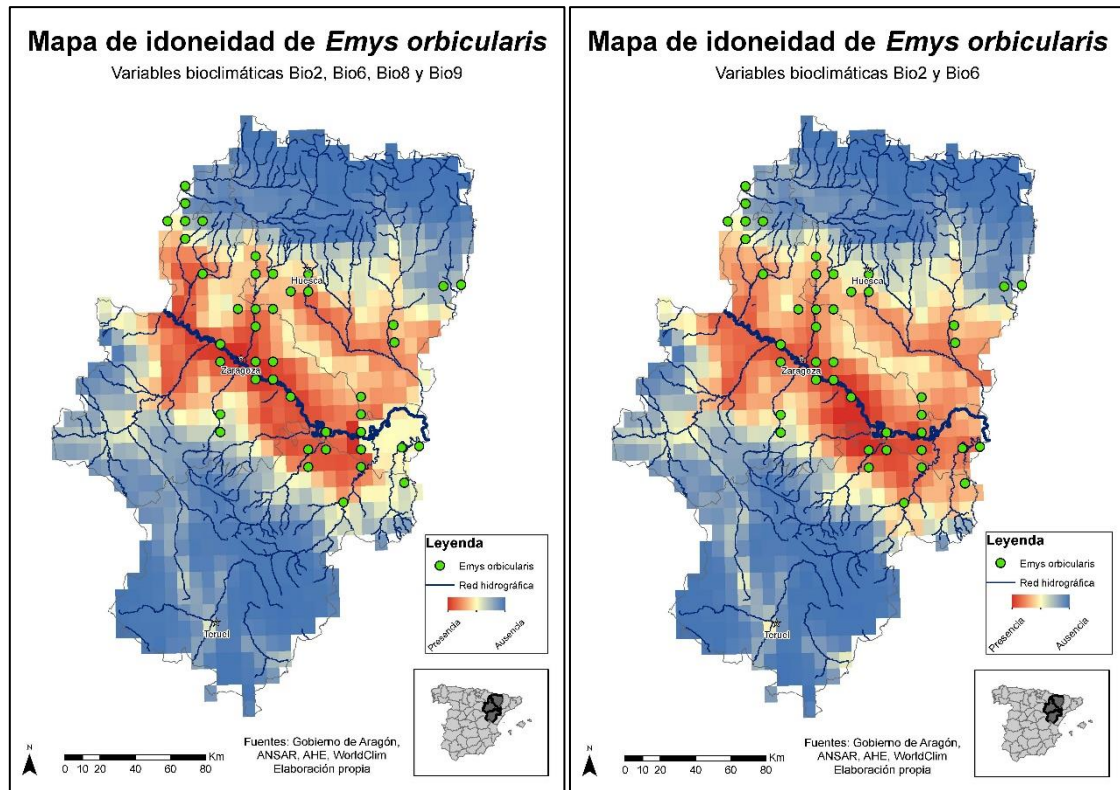 Mapa de idoneidad de Emys orbicularis
Variables bioclimáticas Bio2, Bio6, Bio8 y Bio9
Huesca
Zaragoza
Teruel
Leyenda
Emys orbicularis
Red hidrográfica
Presencia
Ausencia
N
Km
0 10 20 40 60 80
Fuentes: Gobierno de Aragón,
ANSAR, AHE, WorldClim
Elaboración propia
Mapa de idoneidad de Emys orbicularis
Variables bioclimáticas Bio2 y Bio6
Huesca
Zaragoza
Teruel
Leyenda
Emys orbicularis
Red hidrográfica
Presencia
Ausencia
N
Km
0 10 20 40 60 80
Fuentes: Gobierno de Aragón,
ANSAR, AHE, WorldClim
Elaboración propia